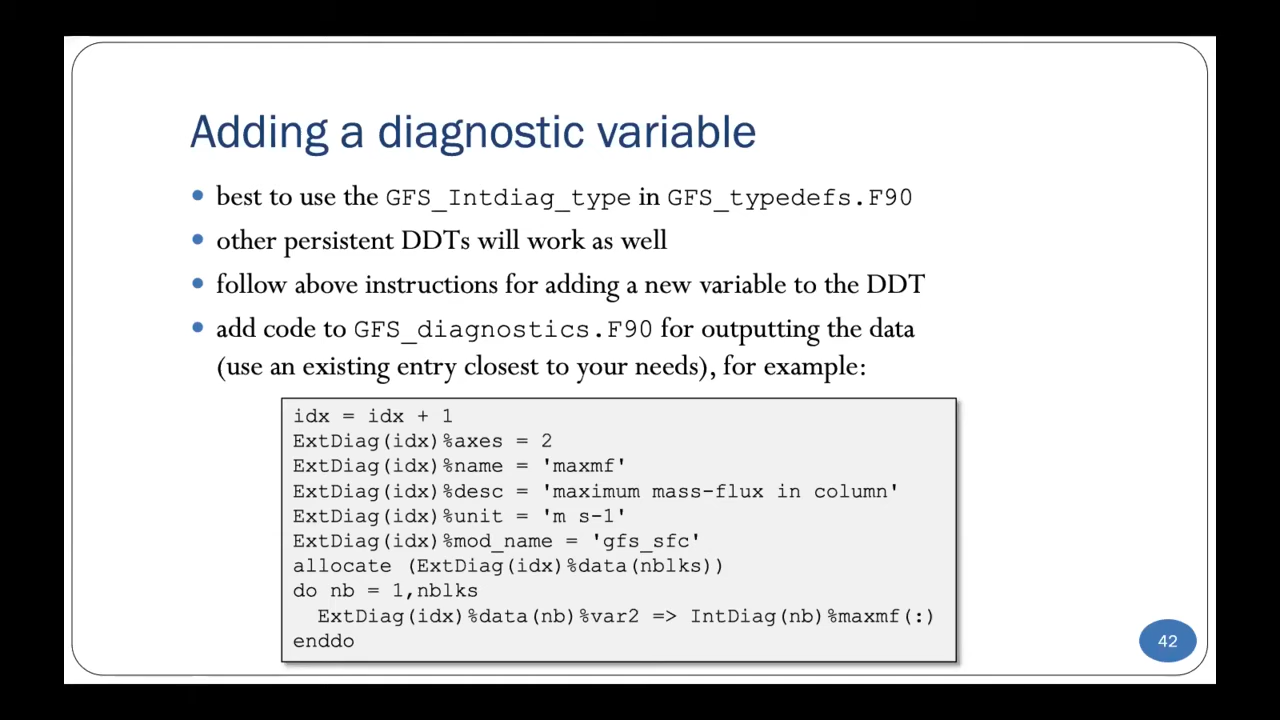 Adding a diagnostic variable
• best to use the GFS_Intdiag_type in GFS_typedefs.F90
• other persistent DDTs will work as well
• follow above instructions for adding a new variable to the DDT
• add code to GFS_diagnostics.F90 for outputting the data
(use an existing entry closest to your needs), for example:
idx = idx + 1
ExtDiag(idx)%axes = 2
ExtDiag(idx)%name = 'maxmf'
ExtDiag(idx)%desc = 'maximum mass-flux in column'
ExtDiag(idx)%unit = 'm s-1'
ExtDiag(idx)%mod_name = 'gfs_sfc'
allocate (ExtDiag(idx)%data(nblks))
do nb = 1,nblks
  ExtDiag(idx)%data(nb)%var2 => IntDiag(nb)%maxmf(:)
enddo
42